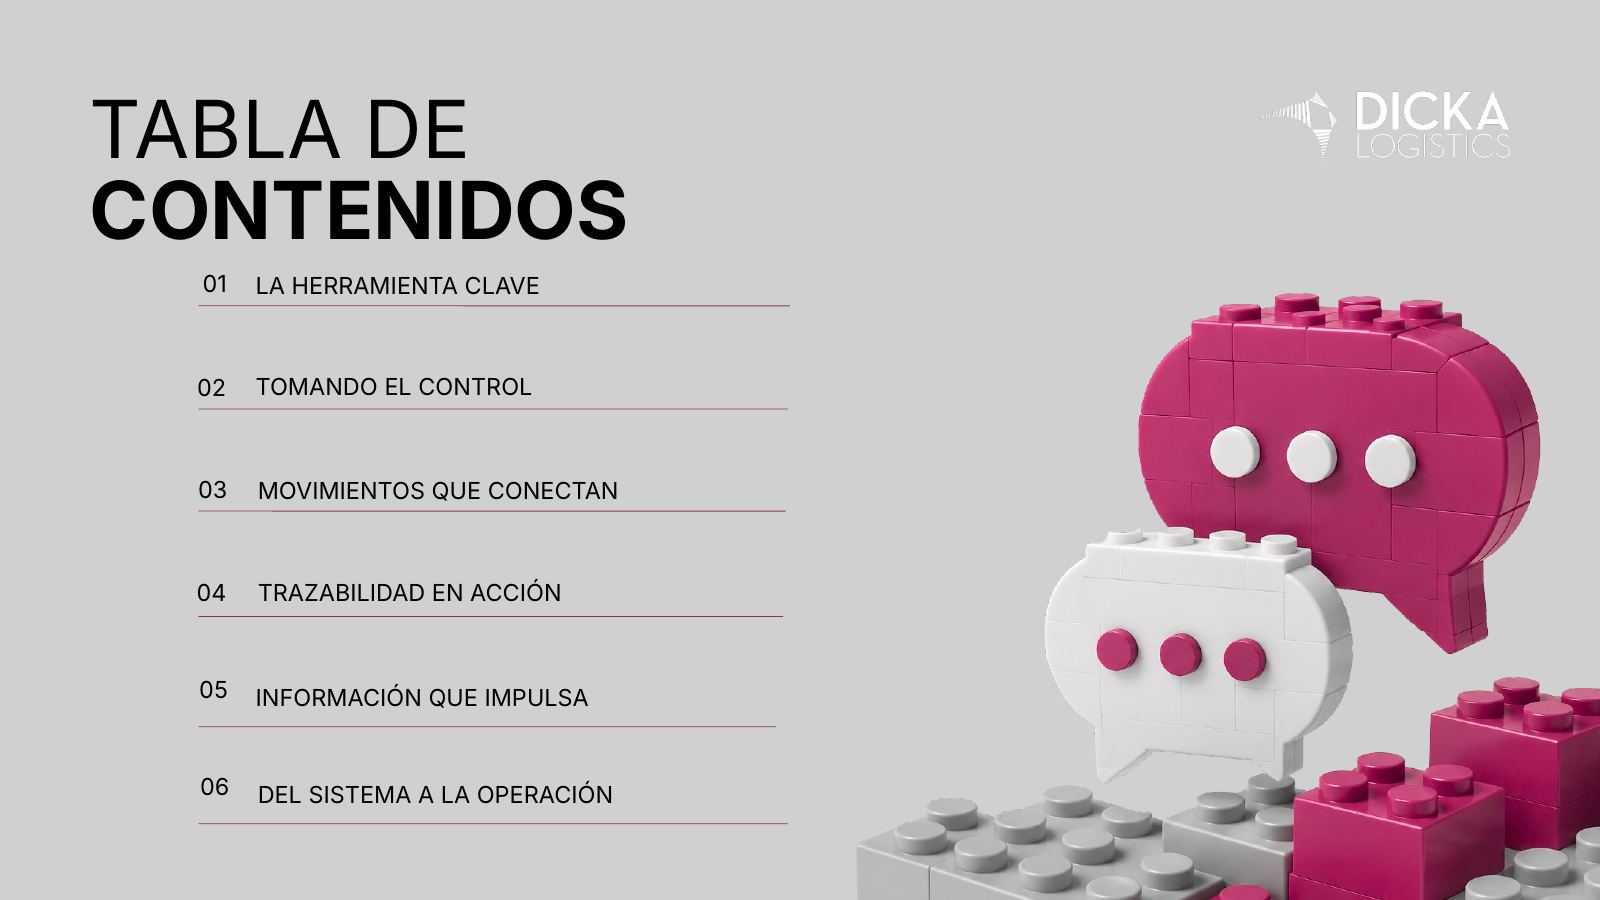 TABLA DE
CONTENIDOS
DICKA
LOGISTICS
01 LA HERRAMIENTA CLAVE
02 TOMANDO EL CONTROL
03 MOVIMIENTOS QUE CONECTAN
04 TRAZABILIDAD EN ACCIÓN
05 INFORMACIÓN QUE IMPULSA
06 DEL SISTEMA A LA OPERACIÓN